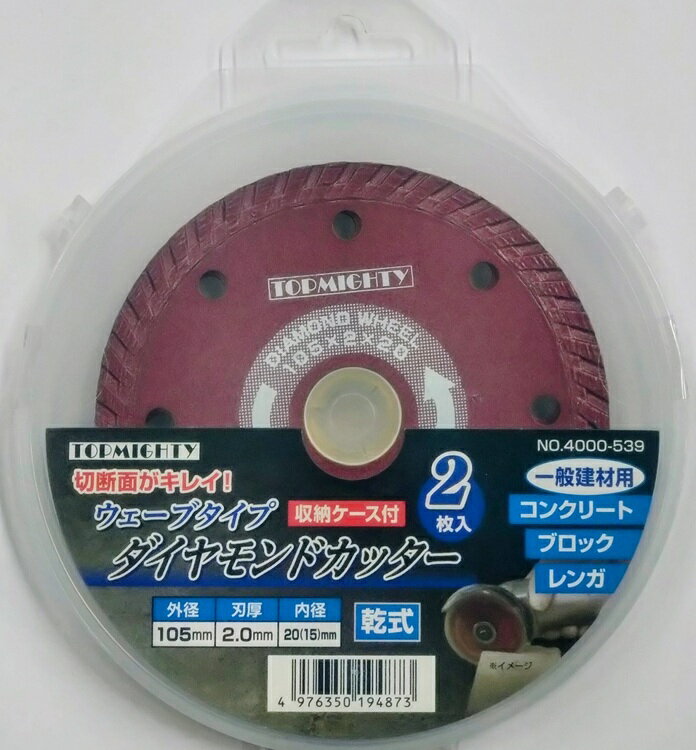 TOPMIGHTY
DIAMOND WHEEL
105×2×20
TOPMIGHTY
NO.4000-539
切断面がキレイ!
ウェーブタイプ
収納ケース付
2枚入
ダイヤモンドカッター
一般建材用
コンクリート
ブロック
レンガ
外径 刃厚 内径
105mm 2.0mm 20(15)mm
乾式
※イメージ
4 976350 194873